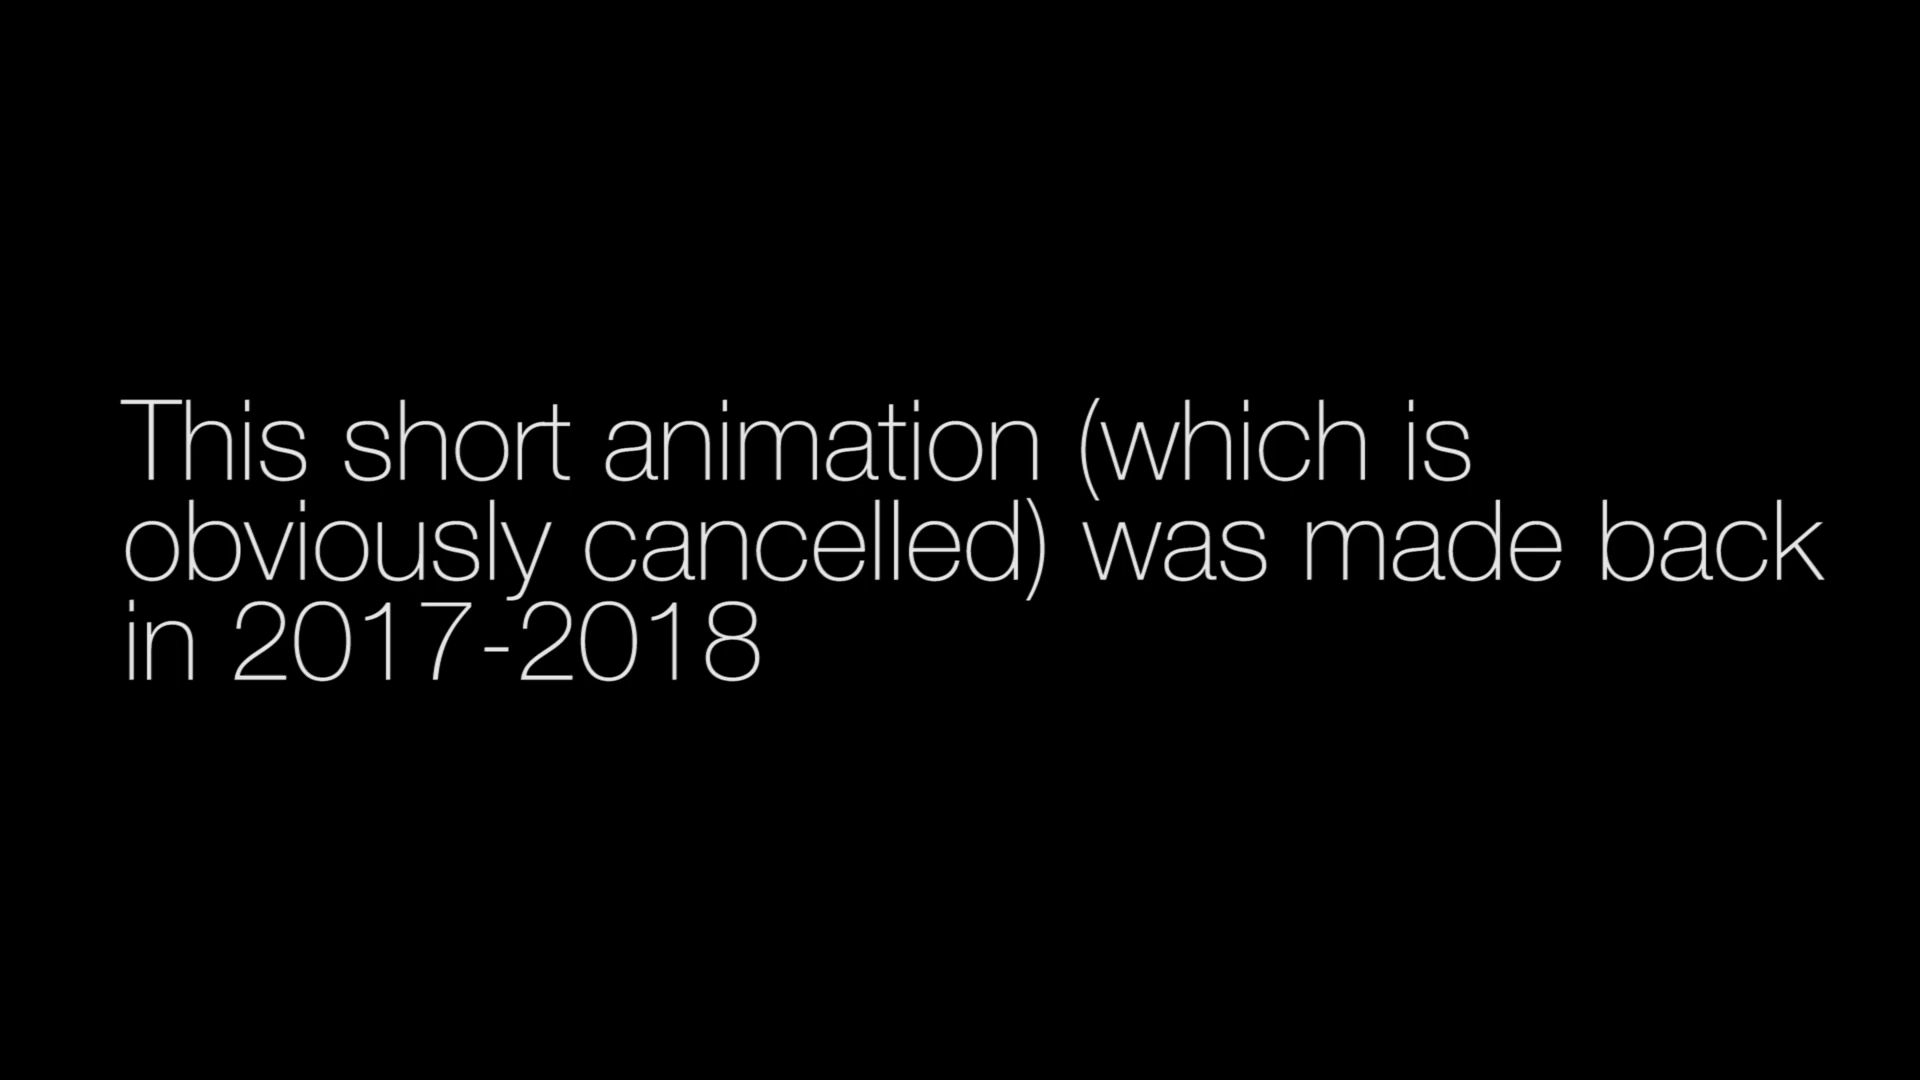 This short animation (which is
obviously cancelled) was made back
in 2017-2018